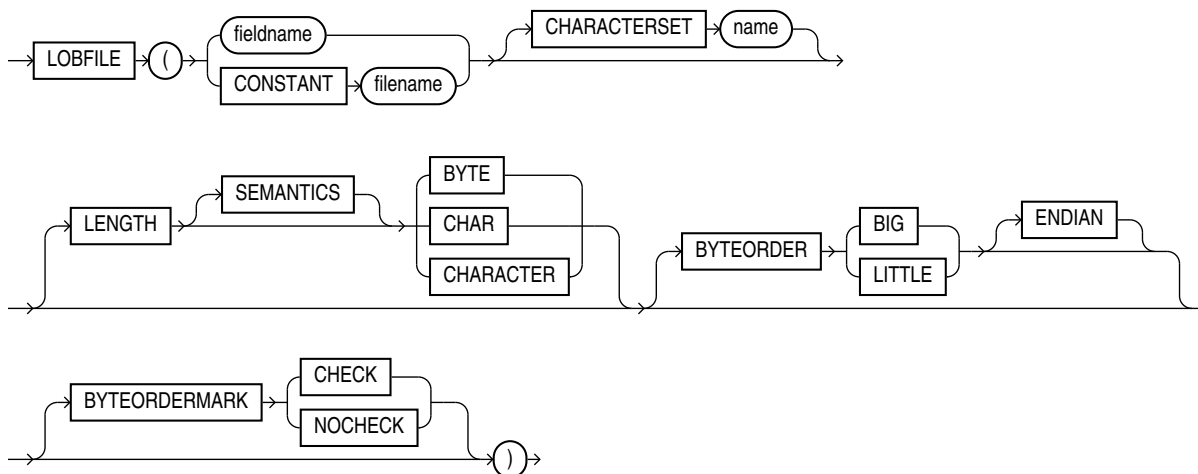 LOBFILE ( fieldname CHARACTERSET name
CONSTANT filename
LENGTH SEMANTICS BYTE
CHAR
CHARACTER
BYTEORDER BIG ENDIAN
LITTLE
BYTEORDERMARK CHECK
NOCHECK )